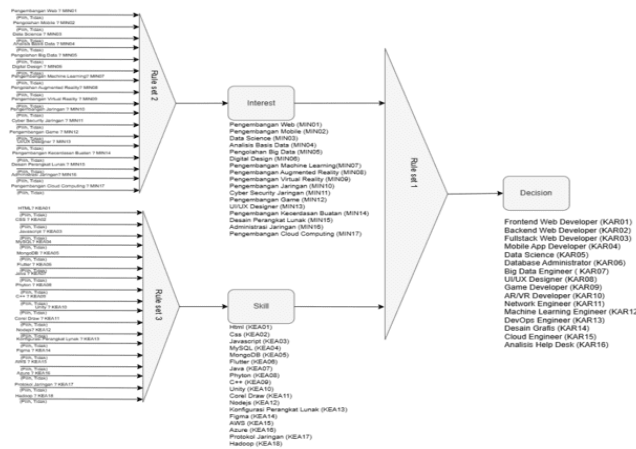 Pengembangan Web ? MIN01
(Pilih, Tidak)
Pengolahan Mobile ? MIN02
(Pilih, Tidak)
Data Science ? MIN03
(Pilih, Tidak)
Analisis Basis Data ? MIN04
(Pilih, Tidak)
Pengolahan Big Data ? MIN05
(Pilih, Tidak)
Digital Design ? MIN06
(Pilih, Tidak)
Pengembangan Machine Learning? MIN07
(Pilih, Tidak)
Pengolahan Augmented Reality? MIN08
(Pilih, Tidak)
Pengembangan Virtual Reality ? MIN09
(Pilih, Tidak)
Pengembangan Jaringan ? MIN10
(Pilih, Tidak)
Cyber Security Jaringan ? MIN11
(Pilih, Tidak)
Pengembangan Game ? MIN12
(Pilih, Tidak)
UI/UX Designer ? MIN13
(Pilih, Tidak)
Pengembangan Kecerdasan Buatan ? MIN14
(Pilih, Tidak)
Desain Perangkat Lunak ? MIN15
(Pilih, Tidak)
Administrasi Jaringan ? MIN16
(Pilih, Tidak)
Pengembangan Cloud Computing ? MIN17
(Pilih, Tidak)
Rule set 2
HTML ? KEA01
(Pilih, Tidak)
CSS ? KEA02
(Pilih, Tidak)
Javascript ? KEA03
(Pilih, Tidak)
MySQL ? KEA04
(Pilih, Tidak)
MongoDB ? KEA05
(Pilih, Tidak)
Flutter ? KEA06
(Pilih, Tidak)
Java ? KEA07
(Pilih, Tidak)
Phyton ? KEA08
(Pilih, Tidak)
C++ ? KEA09
(Pilih, Tidak)
Unity ? KEA10
(Pilih, Tidak)
Corel Draw ? KEA11
(Pilih, Tidak)
Nodejs? KEA12
(Pilih, Tidak)
Konfigurasi Perangkat Lunak ? KEA13
(Pilih, Tidak)
Figma ? KEA14
(Pilih, Tidak)
AWS ? KEA15
(Pilih, Tidak)
Azure ? KEA16
(Pilih, Tidak)
Protokol Jaringan ? KEA17
(Pilih, Tidak)
Hadoop ? KEA18
(Pilih, Tidak)
Rule set 3
Interest
Pengembangan Web (MIN01)
Pengembangan Mobile (MIN02)
Data Science (MIN03)
Analisis Basis Data (MIN04)
Pengolahan Big Data (MIN05)
Digital Design (MIN06)
Pengembangan Machine Learning(MIN07)
Pengembangan Augmented Reality (MIN08)
Pengembangan Virtual Reality (MIN09)
Pengembangan Jaringan (MIN10)
Cyber Security Jaringan (MIN11)
Pengembangan Game (MIN12)
UI/UX Designer (MIN13)
Pengembangan Kecerdasan Buatan (MIN14)
Desain Perangkat Lunak (MIN15)
Administrasi Jaringan (MIN16)
Pengembangan Cloud Computing (MIN17)
Skill
Html (KEA01)
Css (KEA02)
Javascript (KEA03)
MySQL (KEA04)
MongoDB (KEA05)
Flutter (KEA06)
Java (KEA07)
Phyton (KEA08)
C++ (KEA09)
Unity (KEA10)
Corel Draw (KEA11)
Nodejs (KEA12)
Konfigurasi Perangkat Lunak (KEA13)
Figma (KEA14)
AWS (KEA15)
Azure (KEA16)
Protokol Jaringan (KEA17)
Hadoop (KEA18)
Rule set 1
Decision
Frontend Web Developer (KAR01)
Backend Web Developer (KAR02)
Fullstack Web Developer (KAR03)
Mobile App Developer (KAR04)
Data Science (KAR05)
Database Administrator (KAR06)
Big Data Engineer ( KAR07)
UI/UX Designer (KAR08)
Game Developer (KAR09)
AR/VR Developer (KAR10)
Network Engineer (KAR11)
Machine Learning Engineer (KAR12
DevOps Engineer (KAR13)
Desain Grafis (KAR14)
Cloud Engineer (KAR15)
Analisis Help Desk (KAR16)